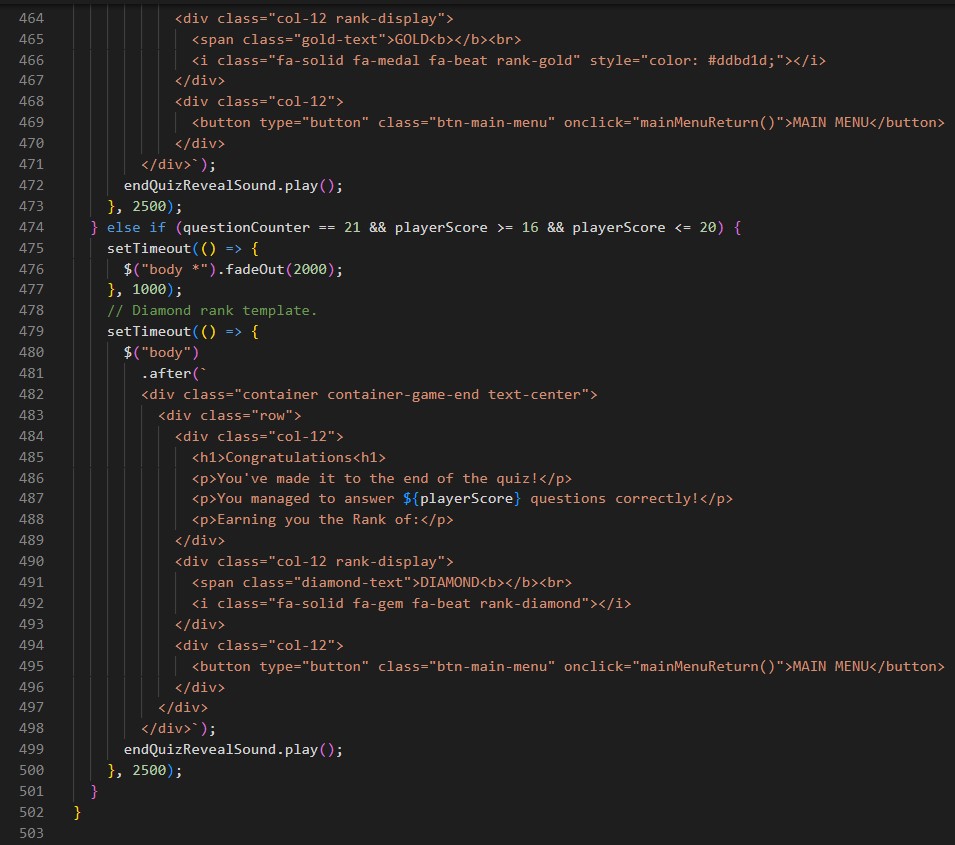 464 <div class="col-12 rank-display">
465 <span class="gold-text">GOLD<b></b><br>
466 <i class="fa-solid fa-medal fa-beat rank-gold" style="color: #ddbd1d;"></i>
467 </div>
468 <div class="col-12">
469 <button type="button" class="btn-main-menu" onclick="mainMenuReturn()">MAIN MENU</button>
470 </div>
471 </div>`);
472 endQuizRevealSound.play();
473 }, 2500);
474 } else if (questionCounter == 21 && playerScore >= 16 && playerScore <= 20) {
475 setTimeout(() => {
476 $("body *").fadeOut(2000);
477 }, 1000);
478 // Diamond rank template.
479 setTimeout(() => {
480 $("body")
481 .after(`
482 <div class="container container-game-end text-center">
483 <div class="row">
484 <div class="col-12">
485 <h1>Congratulations<h1>
486 <p>You've made it to the end of the quiz!</p>
487 <p>You managed to answer ${playerScore} questions correctly!</p>
488 <p>Earning you the Rank of:</p>
489 </div>
490 <div class="col-12 rank-display">
491 <span class="diamond-text">DIAMOND<b></b><br>
492 <i class="fa-solid fa-gem fa-beat rank-diamond"></i>
493 </div>
494 <div class="col-12">
495 <button type="button" class="btn-main-menu" onclick="mainMenuReturn()">MAIN MENU</button>
496 </div>
497 </div>
498 </div>`);
499 endQuizRevealSound.play();
500 }, 2500);
501 }
502 }
503